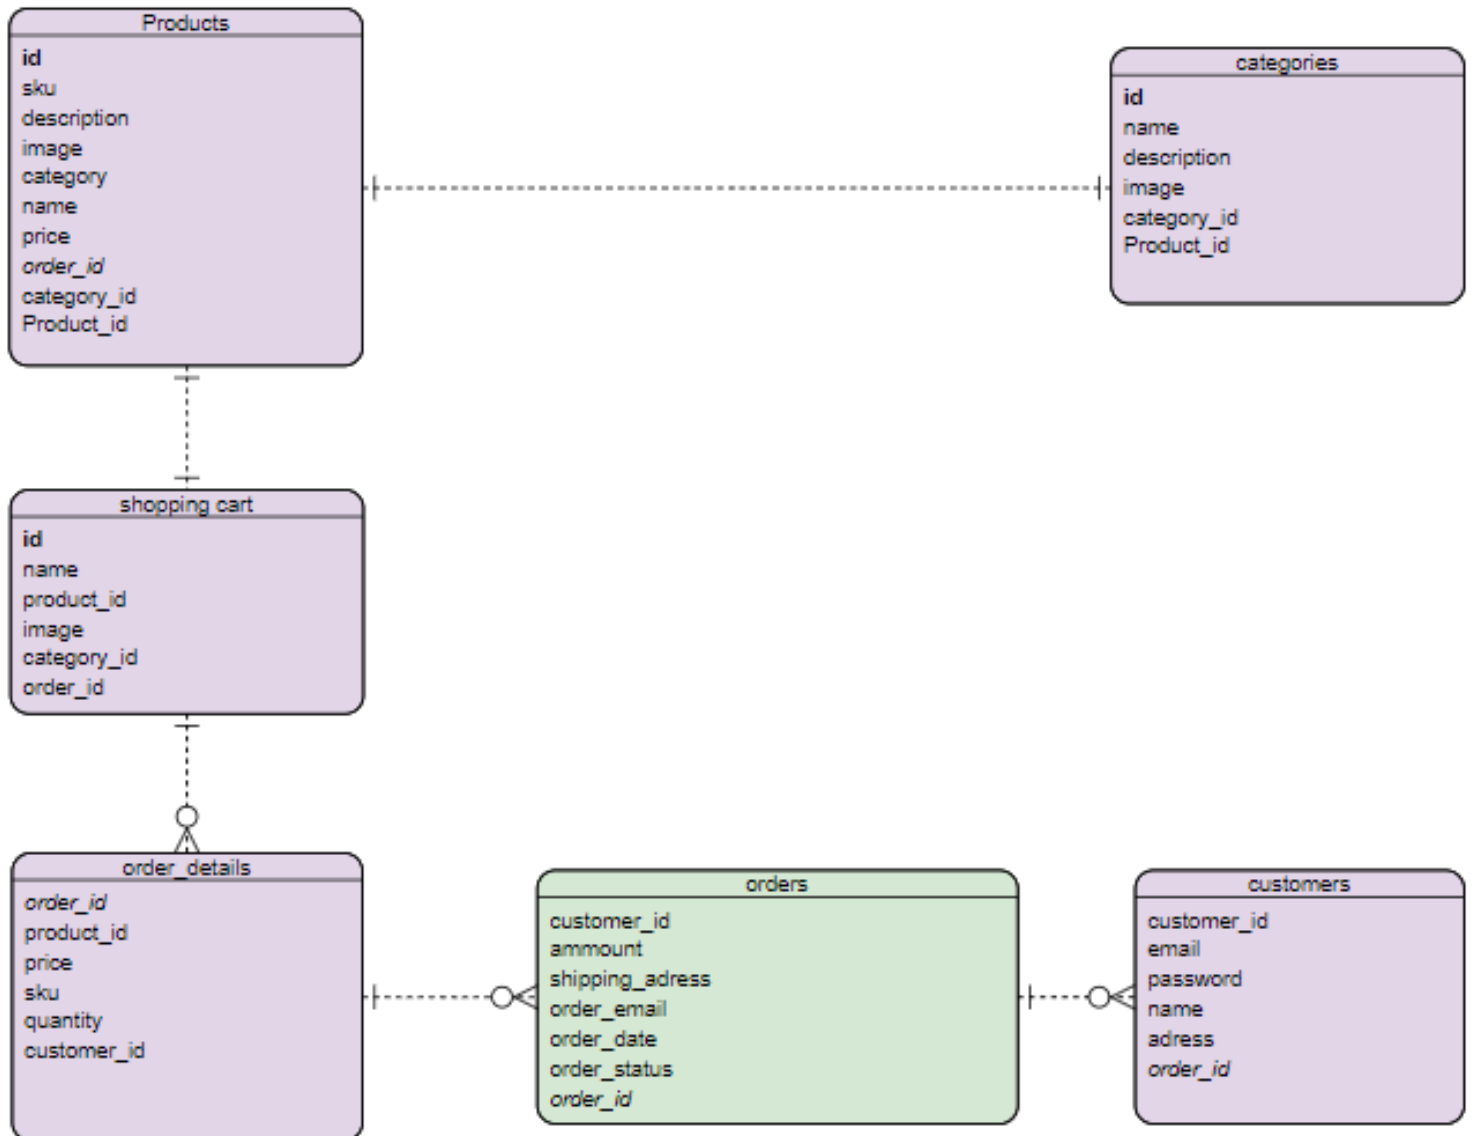 Products
id
sku
description
image
category
name
price
order_id
category_id
Product_id
categories
id
name
description
image
category_id
Product_id
shopping cart
id
name
product_id
image
category_id
order_id
order_details
order_id
product_id
price
sku
quantity
customer_id
orders
customer_id
ammount
shipping_adress
order_email
order_date
order_status
order_id
customers
customer_id
email
password
name
adress
order_id